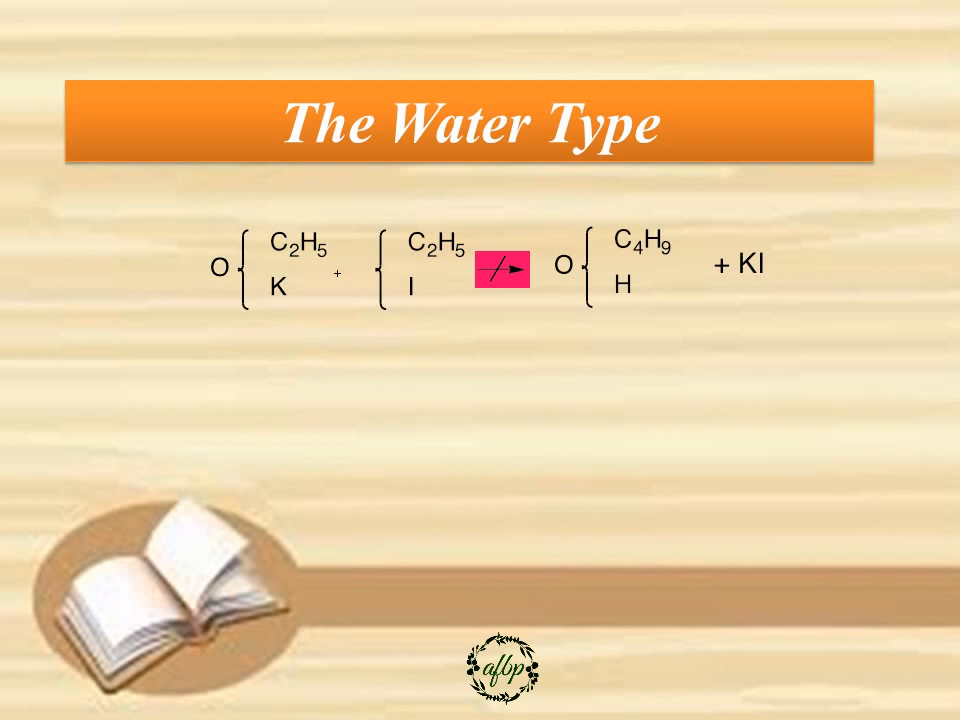 The Water Type
O { C2H5 K + { C2H5 I ↛ O { C4H9 H + KI
afbp